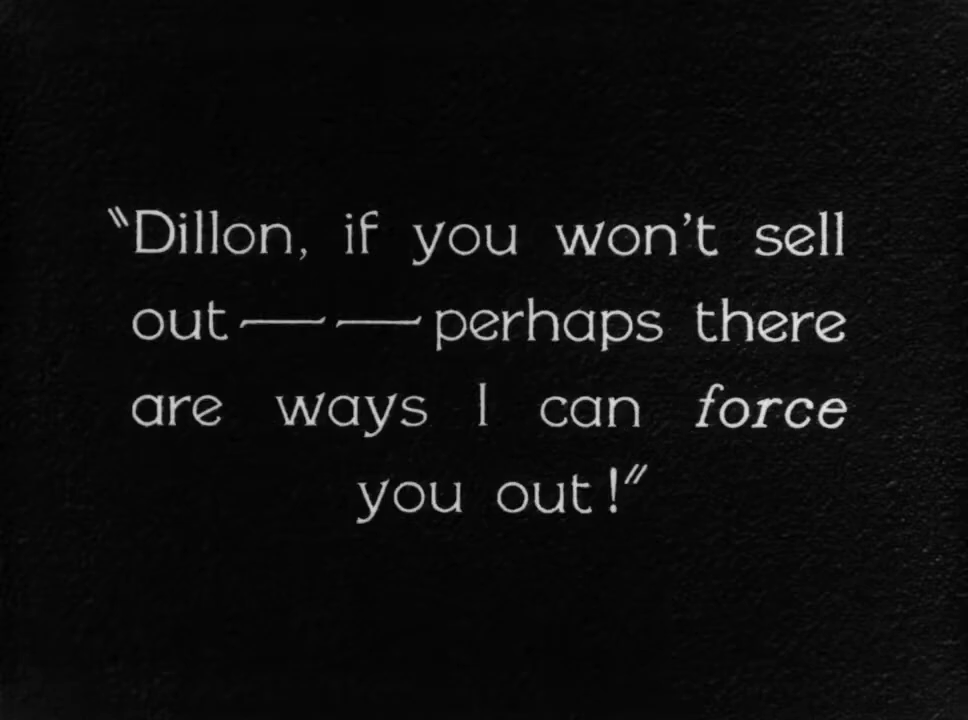 "Dillon, if you won't sell
out — — perhaps there
are ways I can force
you out!"